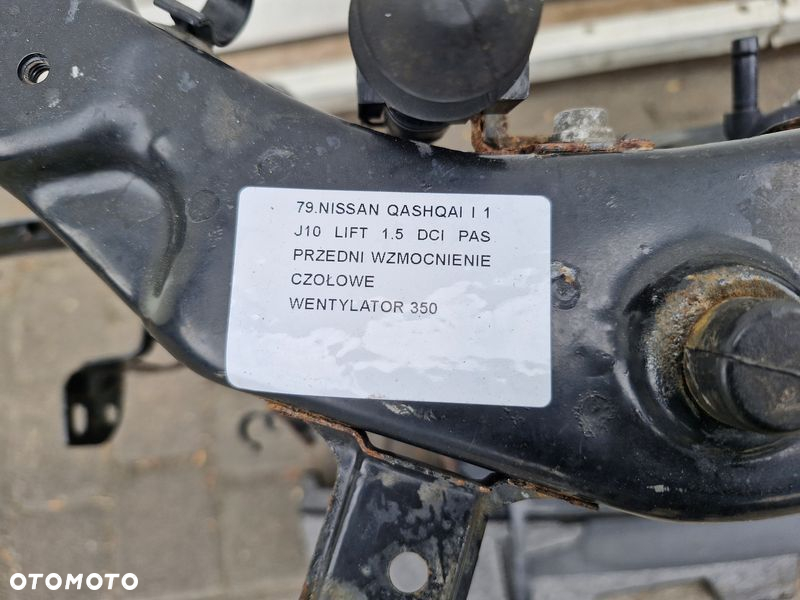 79.NISSAN QASHQAI I 1
J10 LIFT 1.5 DCI PAS
PRZEDNI WZMOCNIENIE
CZOŁOWE
WENTYLATOR 350
OTOMOTO